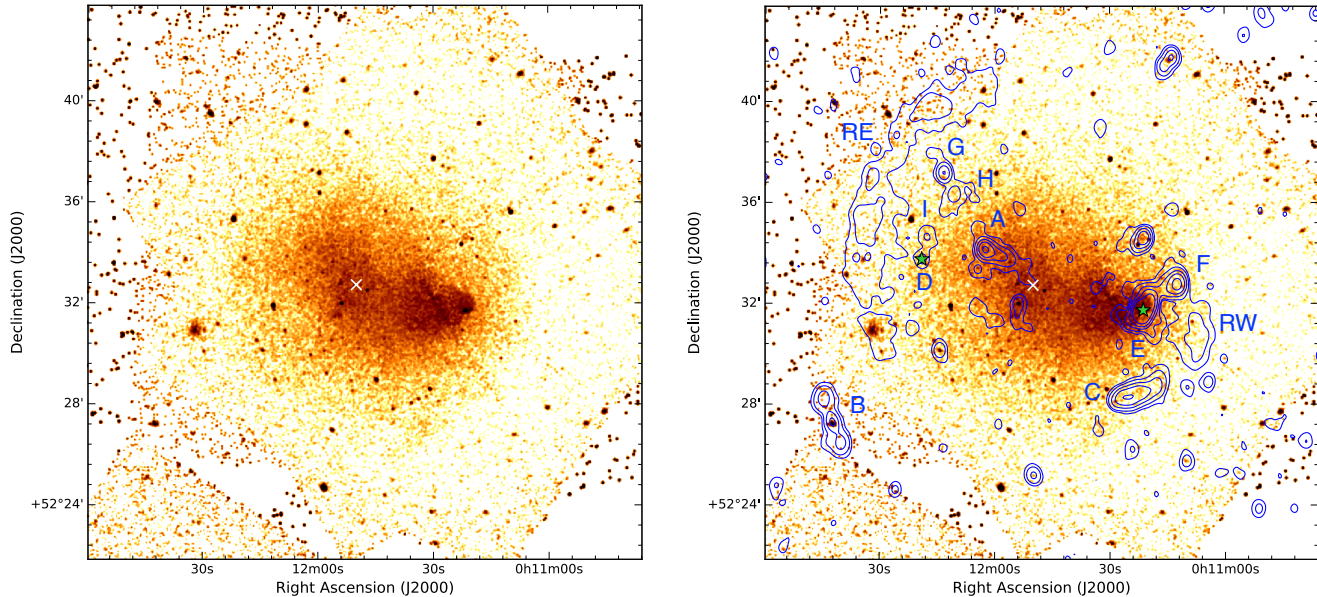 40'
36'
32'
28'
+52°24'
Declination (J2000)
30s
12m00s
30s
0h11m00s
Right Ascension (J2000)
40'
36'
32'
28'
+52°24'
Declination (J2000)
RE
G
H
I
A
D
F
RW
E
C
B
30s
12m00s
30s
0h11m00s
Right Ascension (J2000)